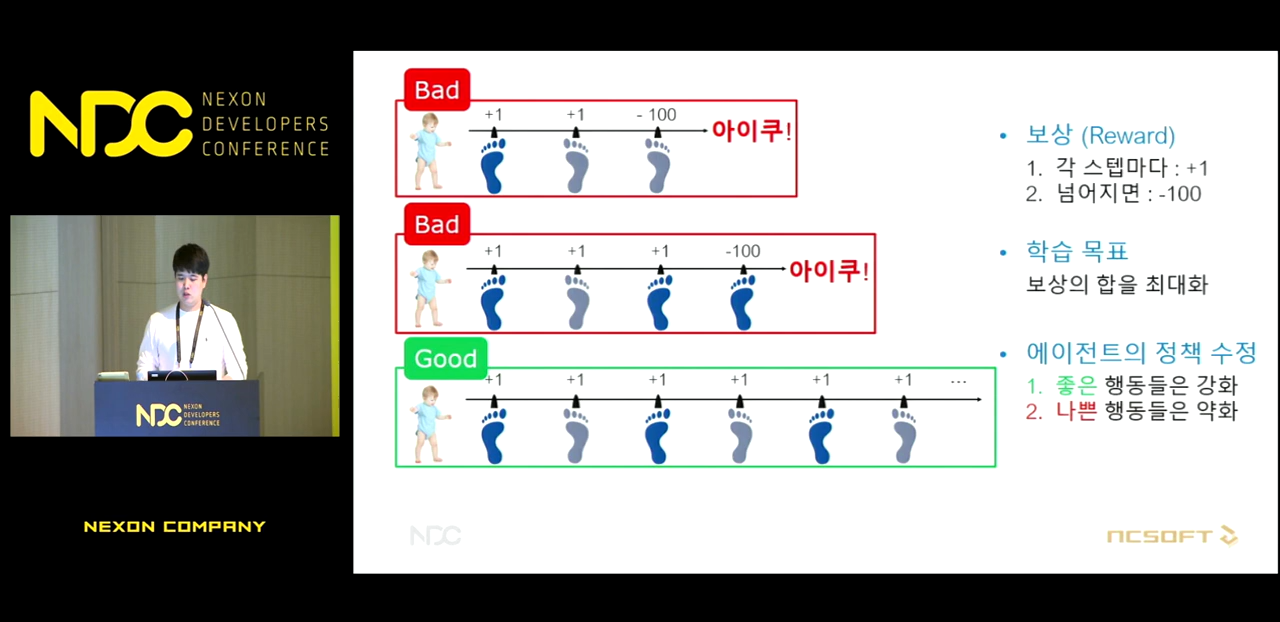 NDC
NEXON
DEVELOPERS
CONFERENCE
NDC
NEXON
DEVELOPERS
CONFERENCE
NEXON COMPANY
Bad
+1 +1 - 100
아이쿠!
Bad
+1 +1 +1 -100
아이쿠!
Good
+1 +1 +1 +1 +1 +1 ...
• 보상 (Reward)
1. 각 스텝마다 : +1
2. 넘어지면 : -100
• 학습 목표
보상의 합을 최대화
• 에이전트의 정책 수정
1. 좋은 행동들은 강화
2. 나쁜 행동들은 약화
NDC
NCSOFT